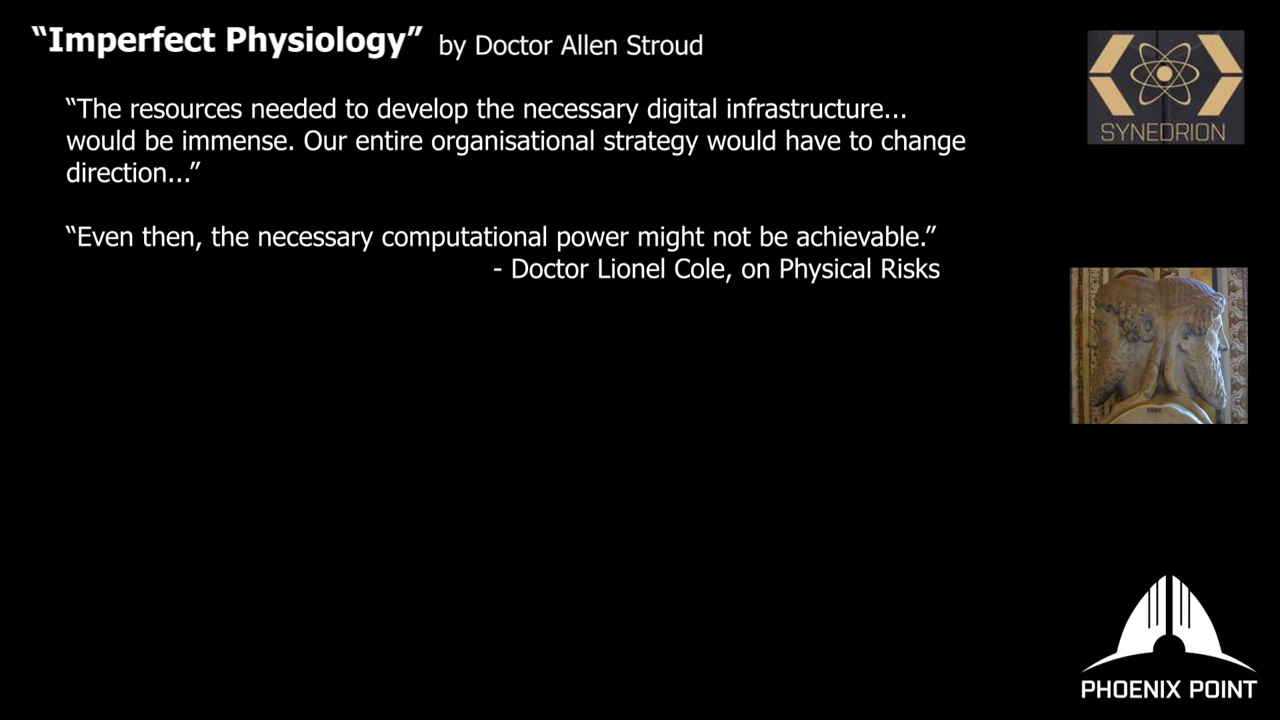 “Imperfect Physiology” by Doctor Allen Stroud
SYNEDRION
“The resources needed to develop the necessary digital infrastructure...
would be immense. Our entire organisational strategy would have to change
direction...”
“Even then, the necessary computational power might not be achievable.”
- Doctor Lionel Cole, on Physical Risks
PHOENIX POINT